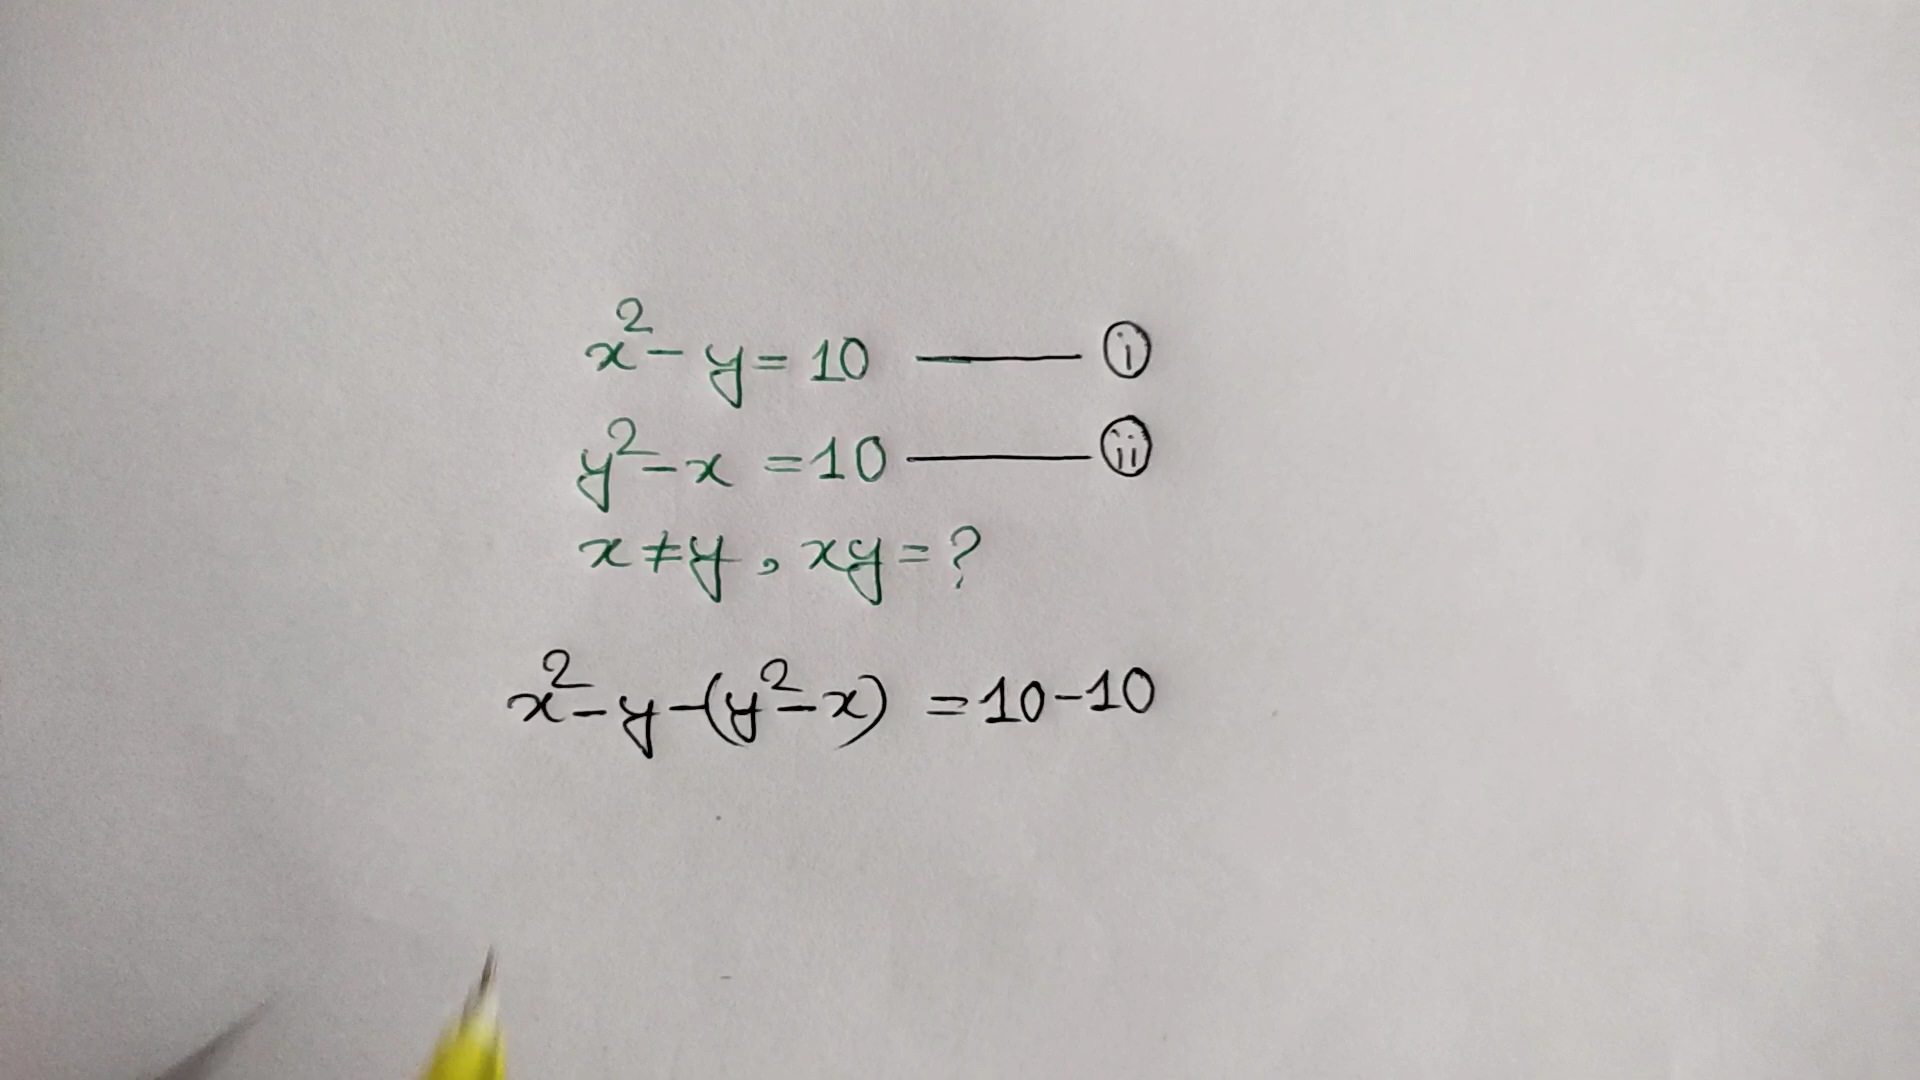 x² - y = 10 —— (i)
y² - x = 10 —— (ii)
x ≠ y, xy = ?
x² - y - (y² - x) = 10 - 10